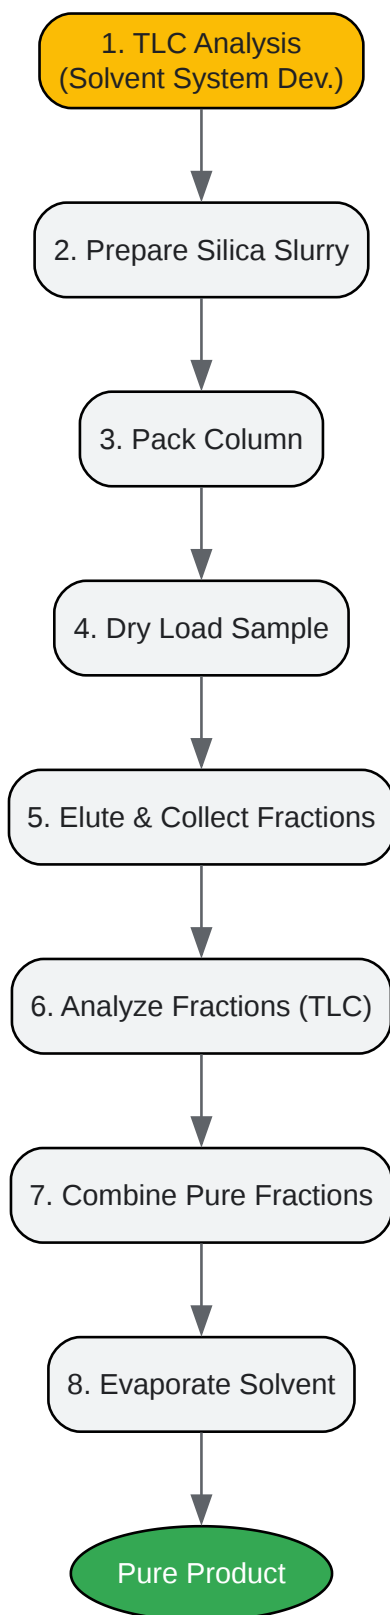 1. TLC Analysis
(Solvent System Dev.)
2. Prepare Silica Slurry
3. Pack Column
4. Dry Load Sample
5. Elute & Collect Fractions
6. Analyze Fractions (TLC)
7. Combine Pure Fractions
8. Evaporate Solvent
Pure Product